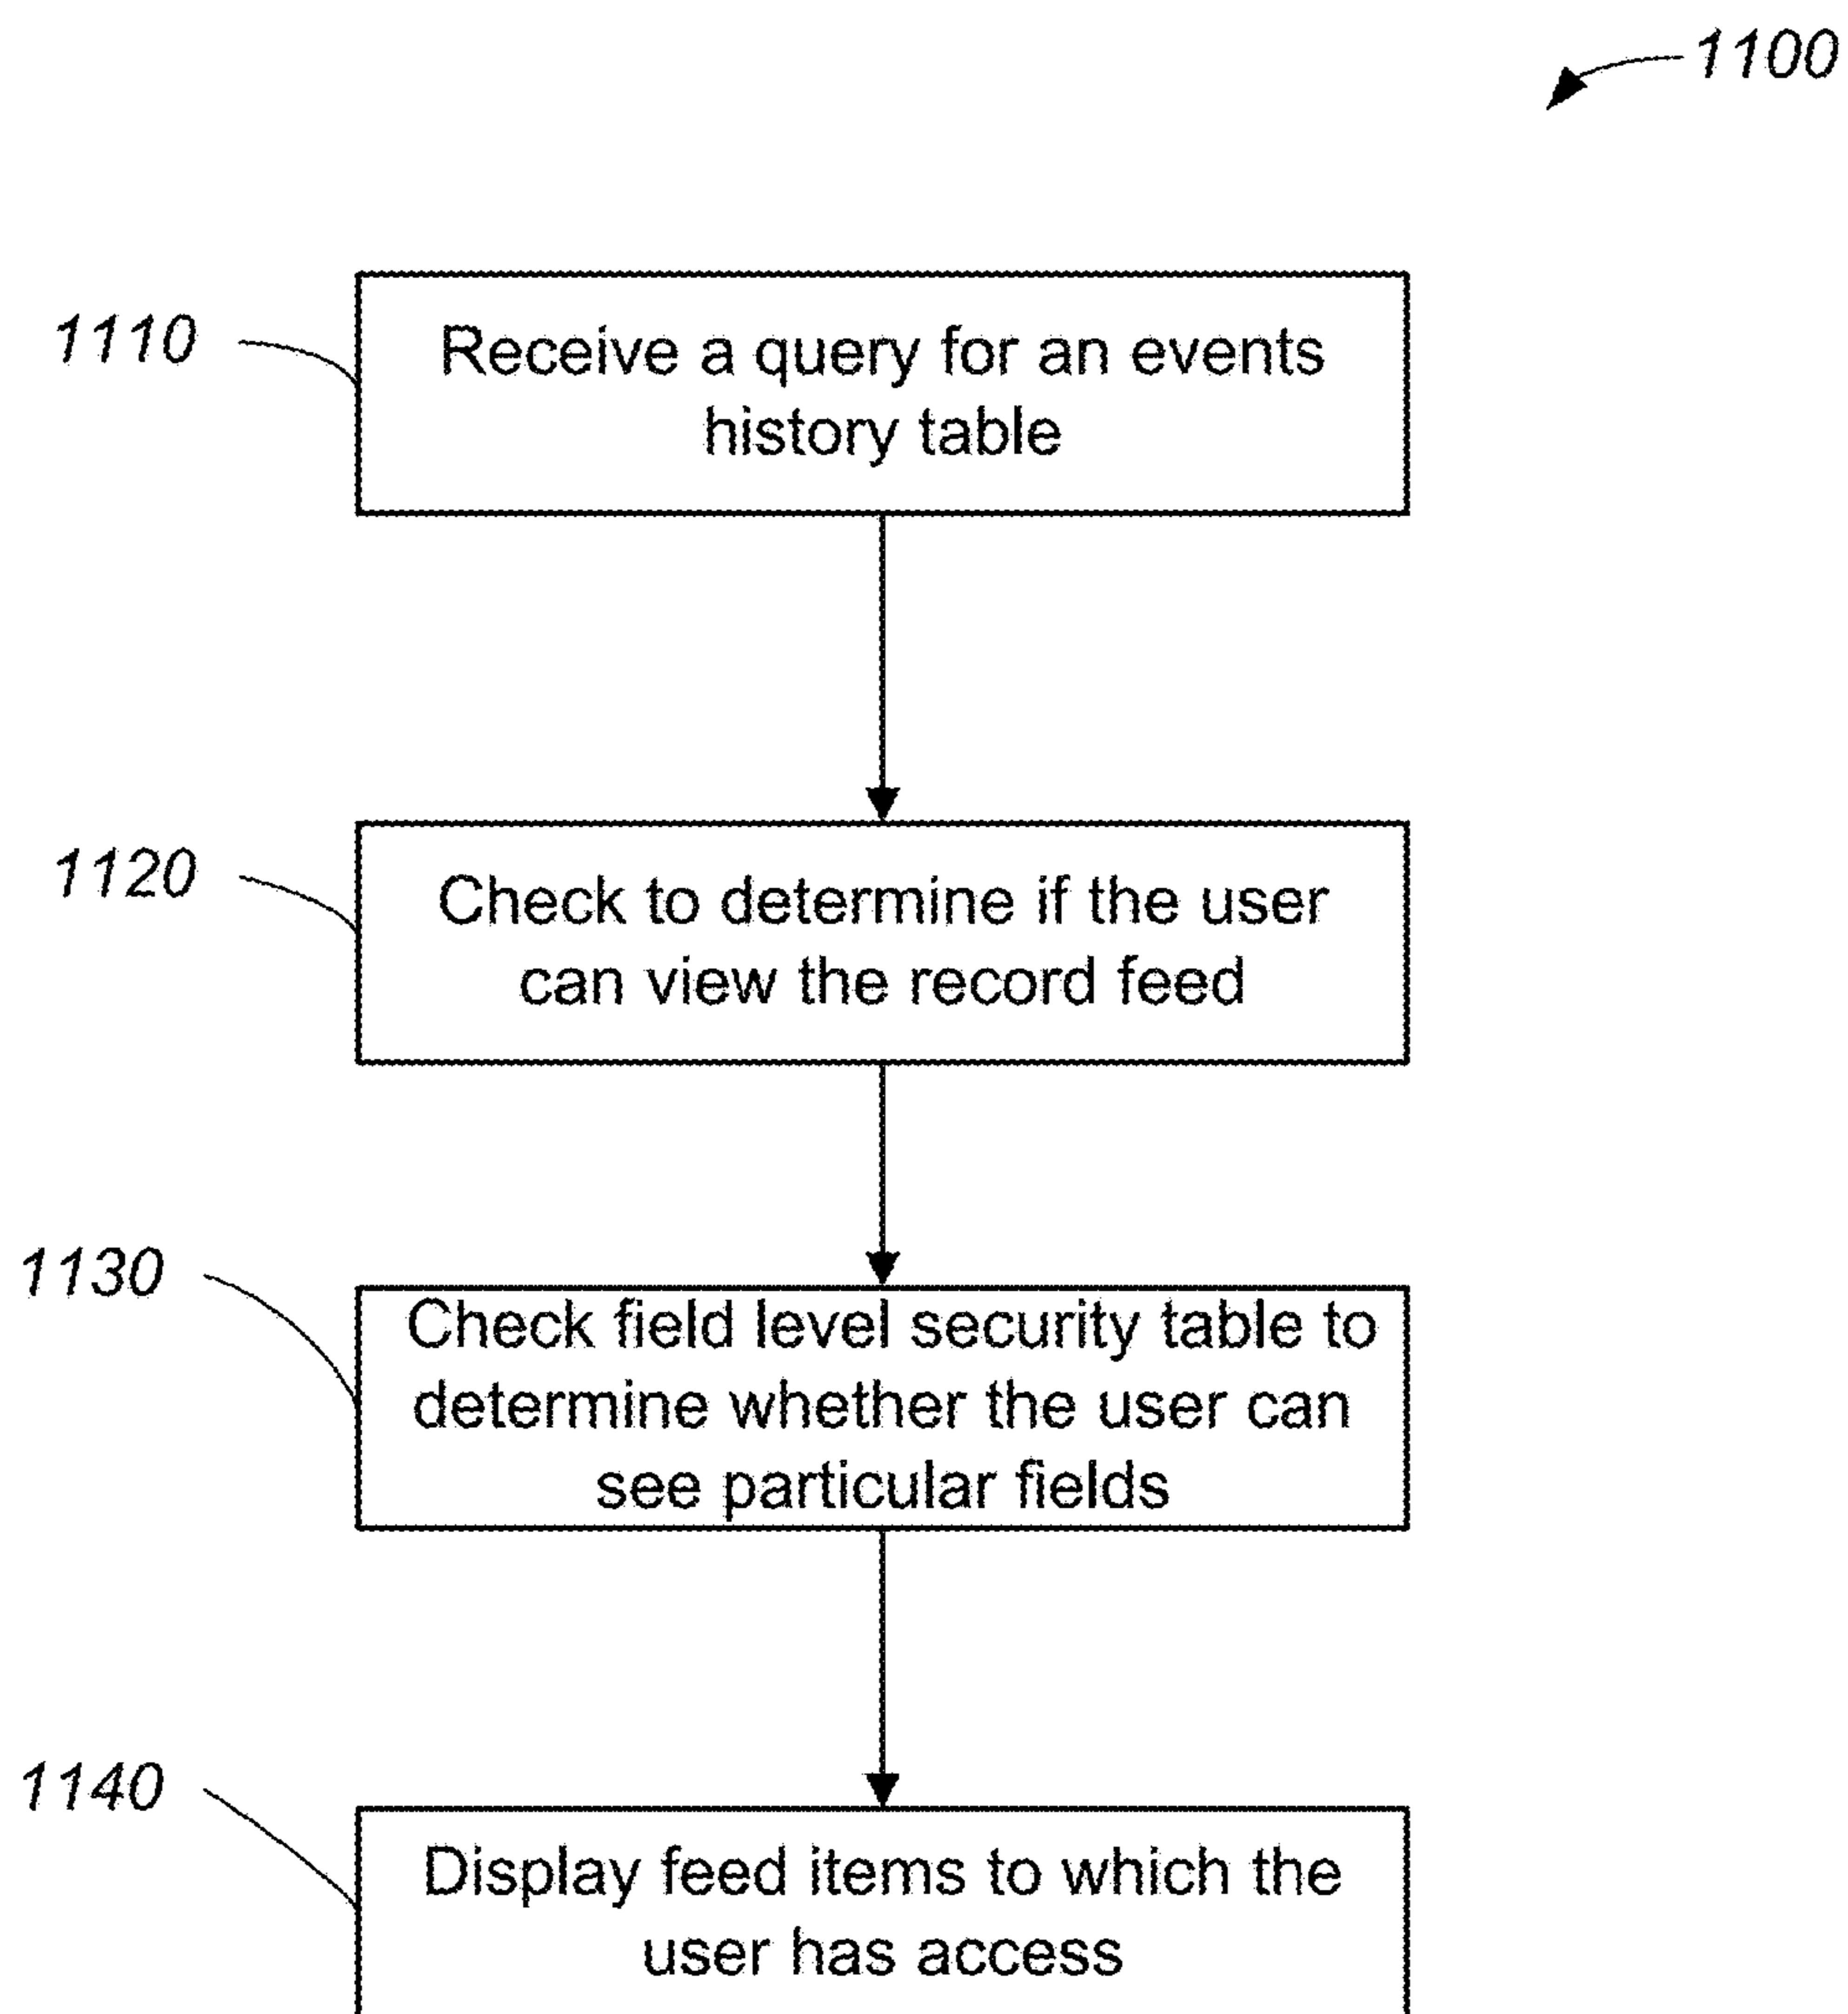 1100
1110
Receive a query for an events
history table
1120
Check to determine if the user
can view the record feed
1130
Check field level security table to
determine whether the user can
see particular fields
1140
Display feed items to which the
user has access